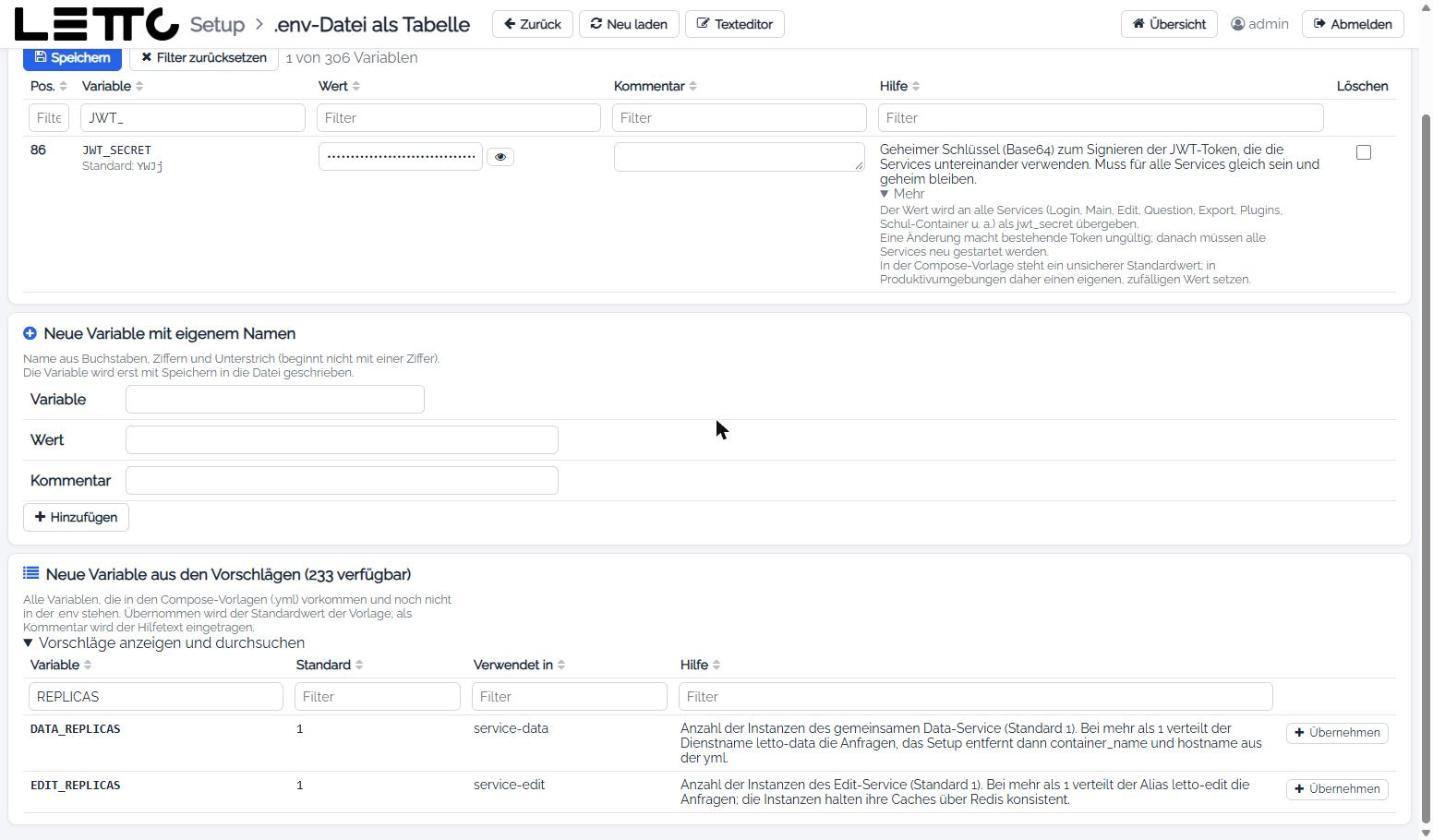 LETTO Setup > .env-Datei als Tabelle Zurück Neu laden Texteditor Übersicht admin Abmelden
Speichern Filter zurücksetzen 1 von 306 Variablen
Pos. Variable Wert Kommentar Hilfe Löschen
Filte JWT_ Filter Filter Filter
86 JWT_SECRET Geheimer Schlüssel (Base64) zum Signieren der JWT-Token, die die
Standard: YWJj Services untereinander verwenden. Muss für alle Services gleich sein und
geheim bleiben.
Mehr
Der Wert wird an alle Services (Login, Main, Edit, Question, Export, Plugins,
Schul-Container u. a.) als jwt_secret übergeben.
Eine Änderung macht bestehende Token ungültig; danach müssen alle
Services neu gestartet werden.
In der Compose-Vorlage steht ein unsicherer Standardwert; in
Produktivumgebungen daher einen eigenen, zufälligen Wert setzen.
Neue Variable mit eigenem Namen
Name aus Buchstaben, Ziffern und Unterstrich (beginnt nicht mit einer Ziffer).
Die Variable wird erst mit Speichern in die Datei geschrieben.
Variable
Wert
Kommentar
Hinzufügen
Neue Variable aus den Vorschlägen (233 verfügbar)
Alle Variablen, die in den Compose-Vorlagen (.yml) vorkommen und noch nicht
in der .env stehen. Übernommen wird der Standardwert der Vorlage; als
Kommentar wird der Hilfetext eingetragen.
Vorschläge anzeigen und durchsuchen
Variable Standard Verwendet in Hilfe
REPLICAS Filter Filter Filter
DATA_REPLICAS 1 service-data Anzahl der Instanzen des gemeinsamen Data-Service (Standard 1). Bei mehr als 1 verteilt der Übernehmen
Dienstname letto-data die Anfragen, das Setup entfernt dann container_name und hostname aus
der yml.
EDIT_REPLICAS 1 service-edit Anzahl der Instanzen des Edit-Service (Standard 1). Bei mehr als 1 verteilt der Alias letto-edit die Übernehmen
Anfragen; die Instanzen halten ihre Caches über Redis konsistent.